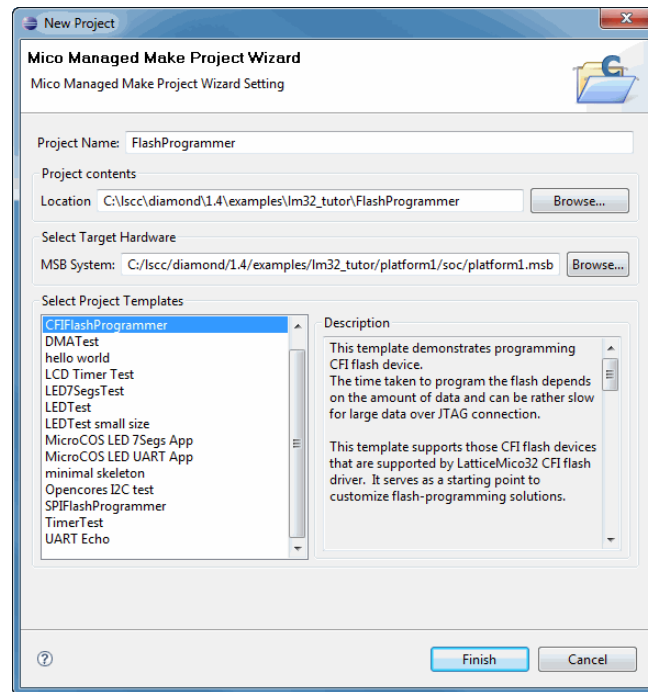 New Project
Mico Managed Make Project Wizard
Mico Managed Make Project Wizard Setting
C
Project Name: FlashProgrammer
Project contents
Location C:\lscc\diamond\1.4\examples\lm32_tutor\FlashProgrammer Browse...
Select Target Hardware
MSB System: C:/lscc/diamond/1.4/examples/lm32_tutor/platform1/soc/platform1.msb Browse...
Select Project Templates
CFIFlashProgrammer
DMATest
hello world
LCD Timer Test
LED7SegsTest
LEDTest
LEDTest small size
MicroCOS LED 7Segs App
MicroCOS LED UART App
minimal skeleton
Opencores I2C test
SPIFlashProgrammer
TimerTest
UART Echo
Description
This template demonstrates programming
CFI flash device.
The time taken to program the flash depends
on the amount of data and can be rather slow
for large data over JTAG connection.
This template supports those CFI flash devices
that are supported by LatticeMico32 CFI flash
driver. It serves as a starting point to
customize flash-programming solutions.
? Finish Cancel